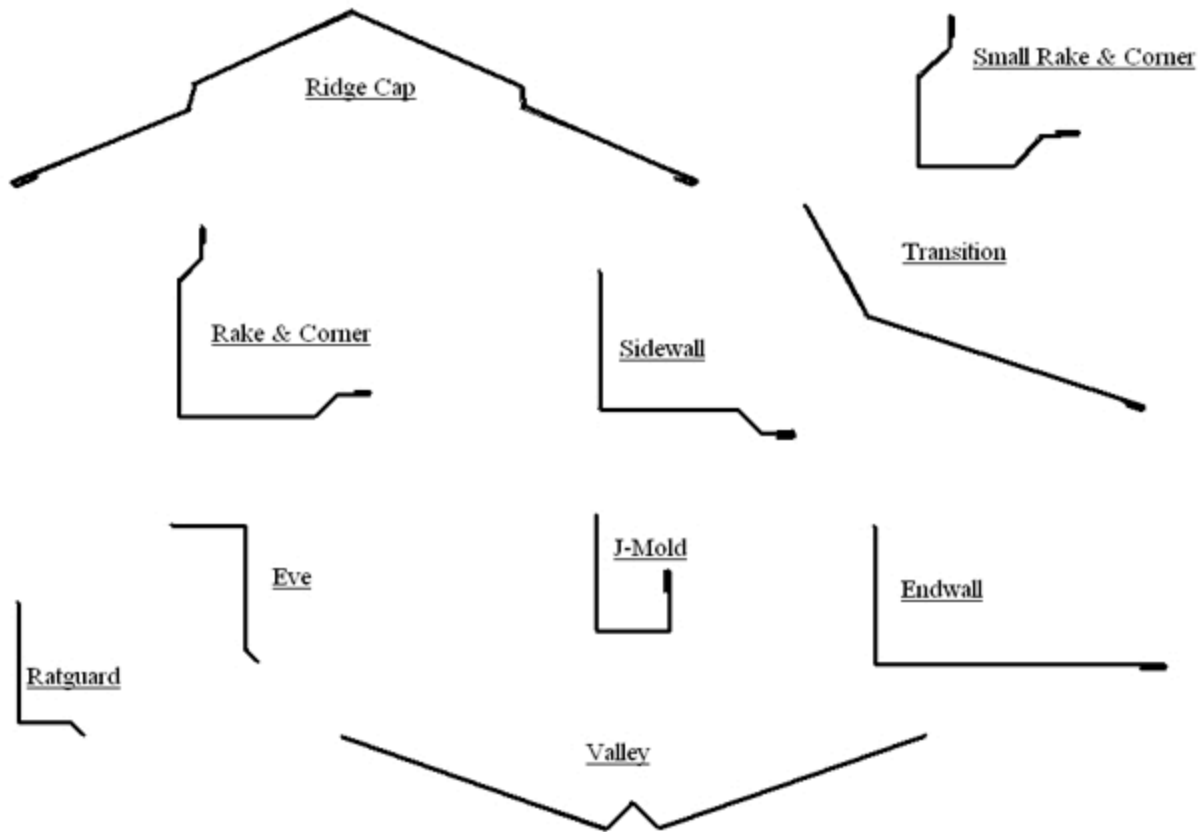 Ridge Cap
Small Rake & Corner
Transition
Rake & Corner
Sidewall
J-Mold
Eve
Endwall
Ratguard
Valley